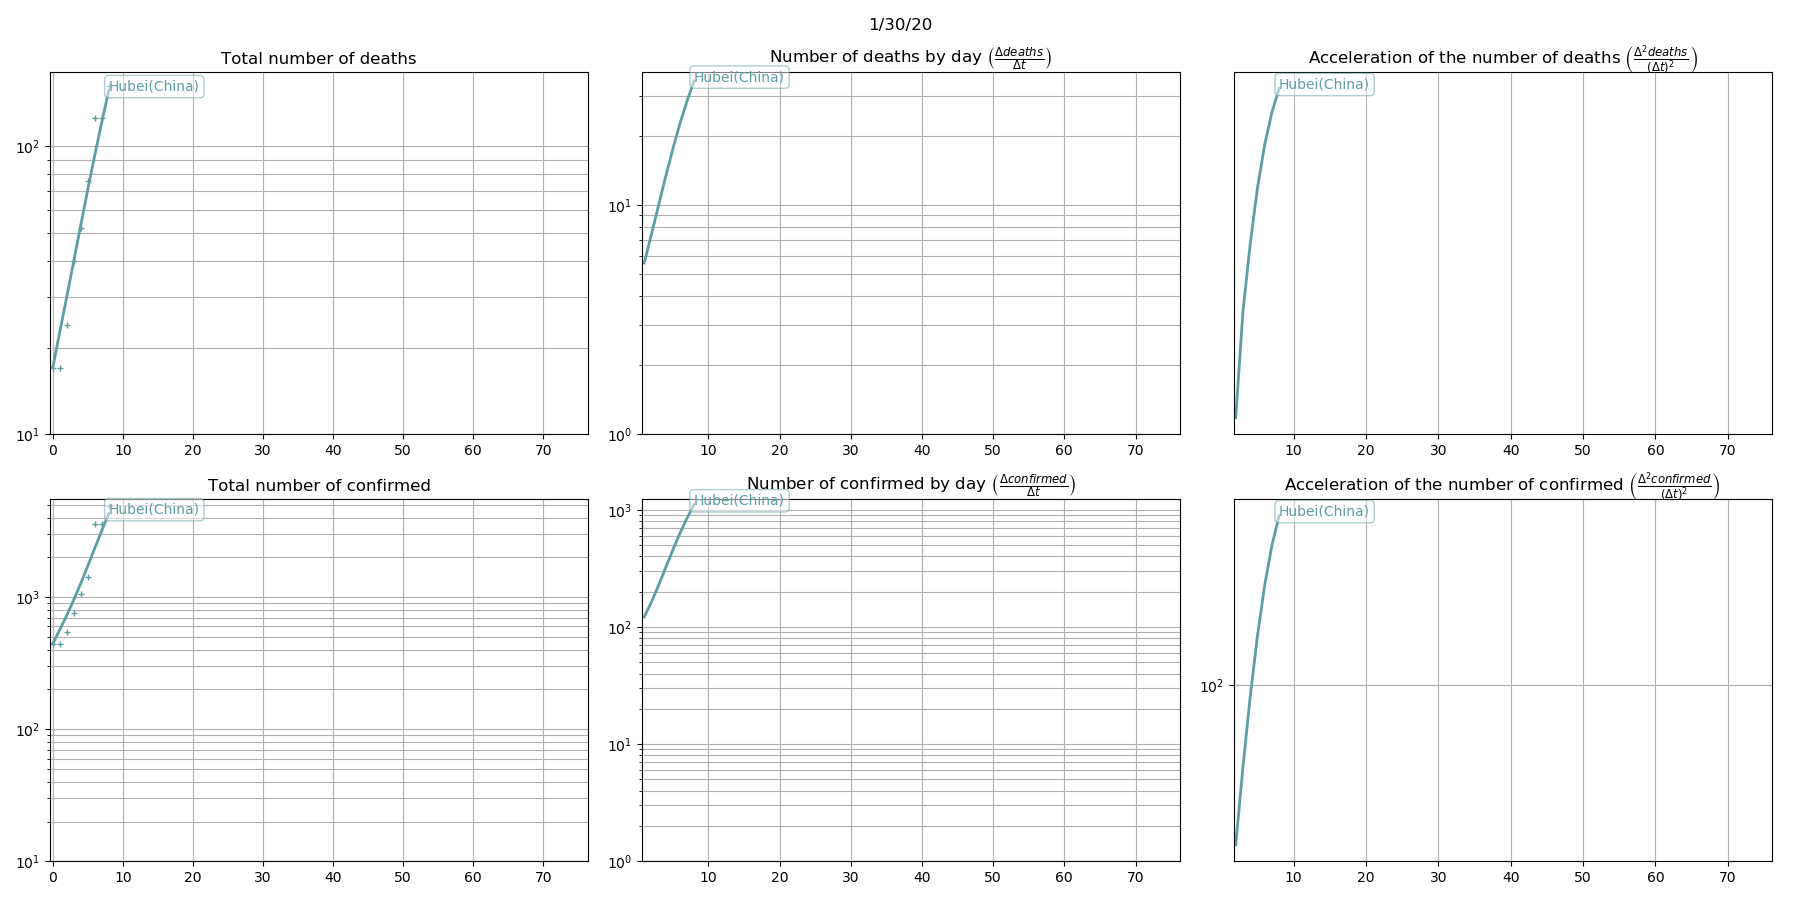 1/30/20
Total number of deaths
Number of deaths by day (Δdeaths/Δt)
Acceleration of the number of deaths (Δ²deaths/(Δt)²)
Hubei(China)
Hubei(China)
Hubei(China)
10²
10¹
10¹
10⁰
0 10 20 30 40 50 60 70
10 20 30 40 50 60 70
10 20 30 40 50 60 70
Total number of confirmed
Number of confirmed by day (Δconfirmed/Δt)
Acceleration of the number of confirmed (Δ²confirmed/(Δt)²)
Hubei(China)
Hubei(China)
Hubei(China)
10³
10²
10¹
10³
10²
10¹
10⁰
10²
0 10 20 30 40 50 60 70
10 20 30 40 50 60 70
10 20 30 40 50 60 70